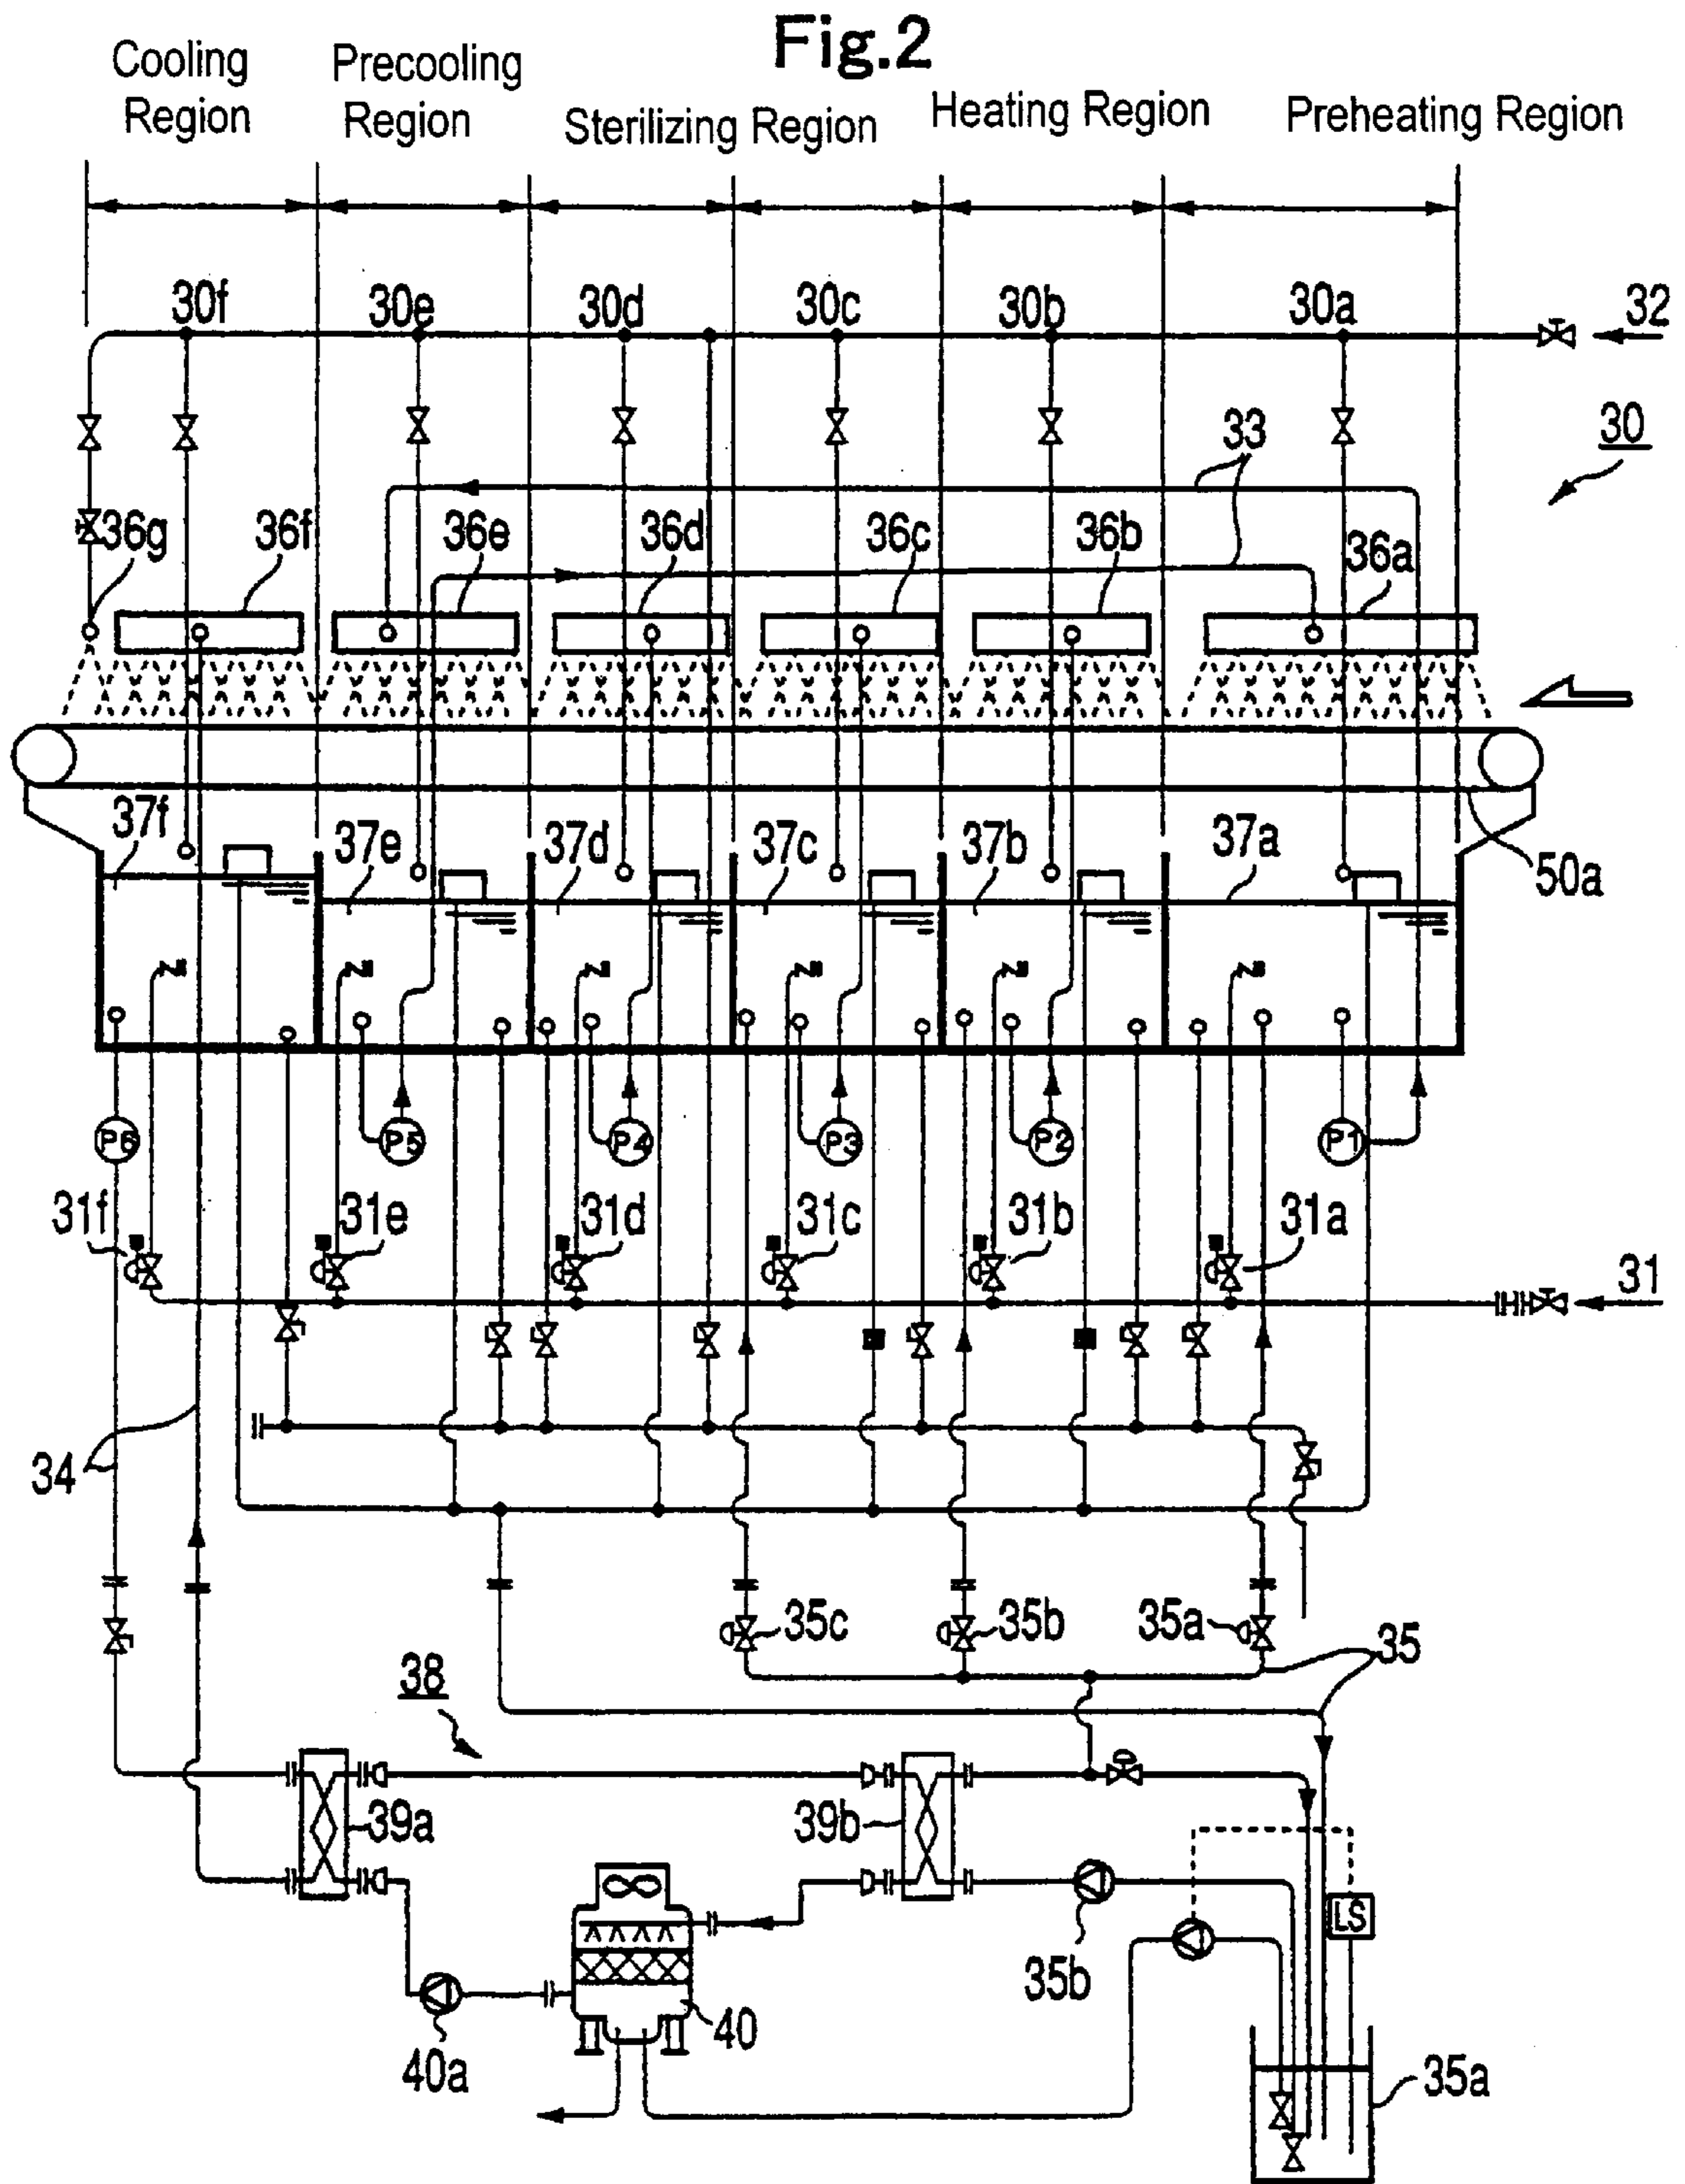 Fig.2
Cooling Region
Precooling Region
Sterilizing Region
Heating Region
Preheating Region
30f
30e
30d
30c
30b
30a
32
30
33
36g
36f
36e
36d
36c
36b
36a
37f
37e
37d
37c
37b
37a
50a
P6
P5
P4
P3
P2
P1
31f
31e
31d
31c
31b
31a
31
34
35c
35b
35a
35
38
39a
39b
LS
35b
40
40a
35a